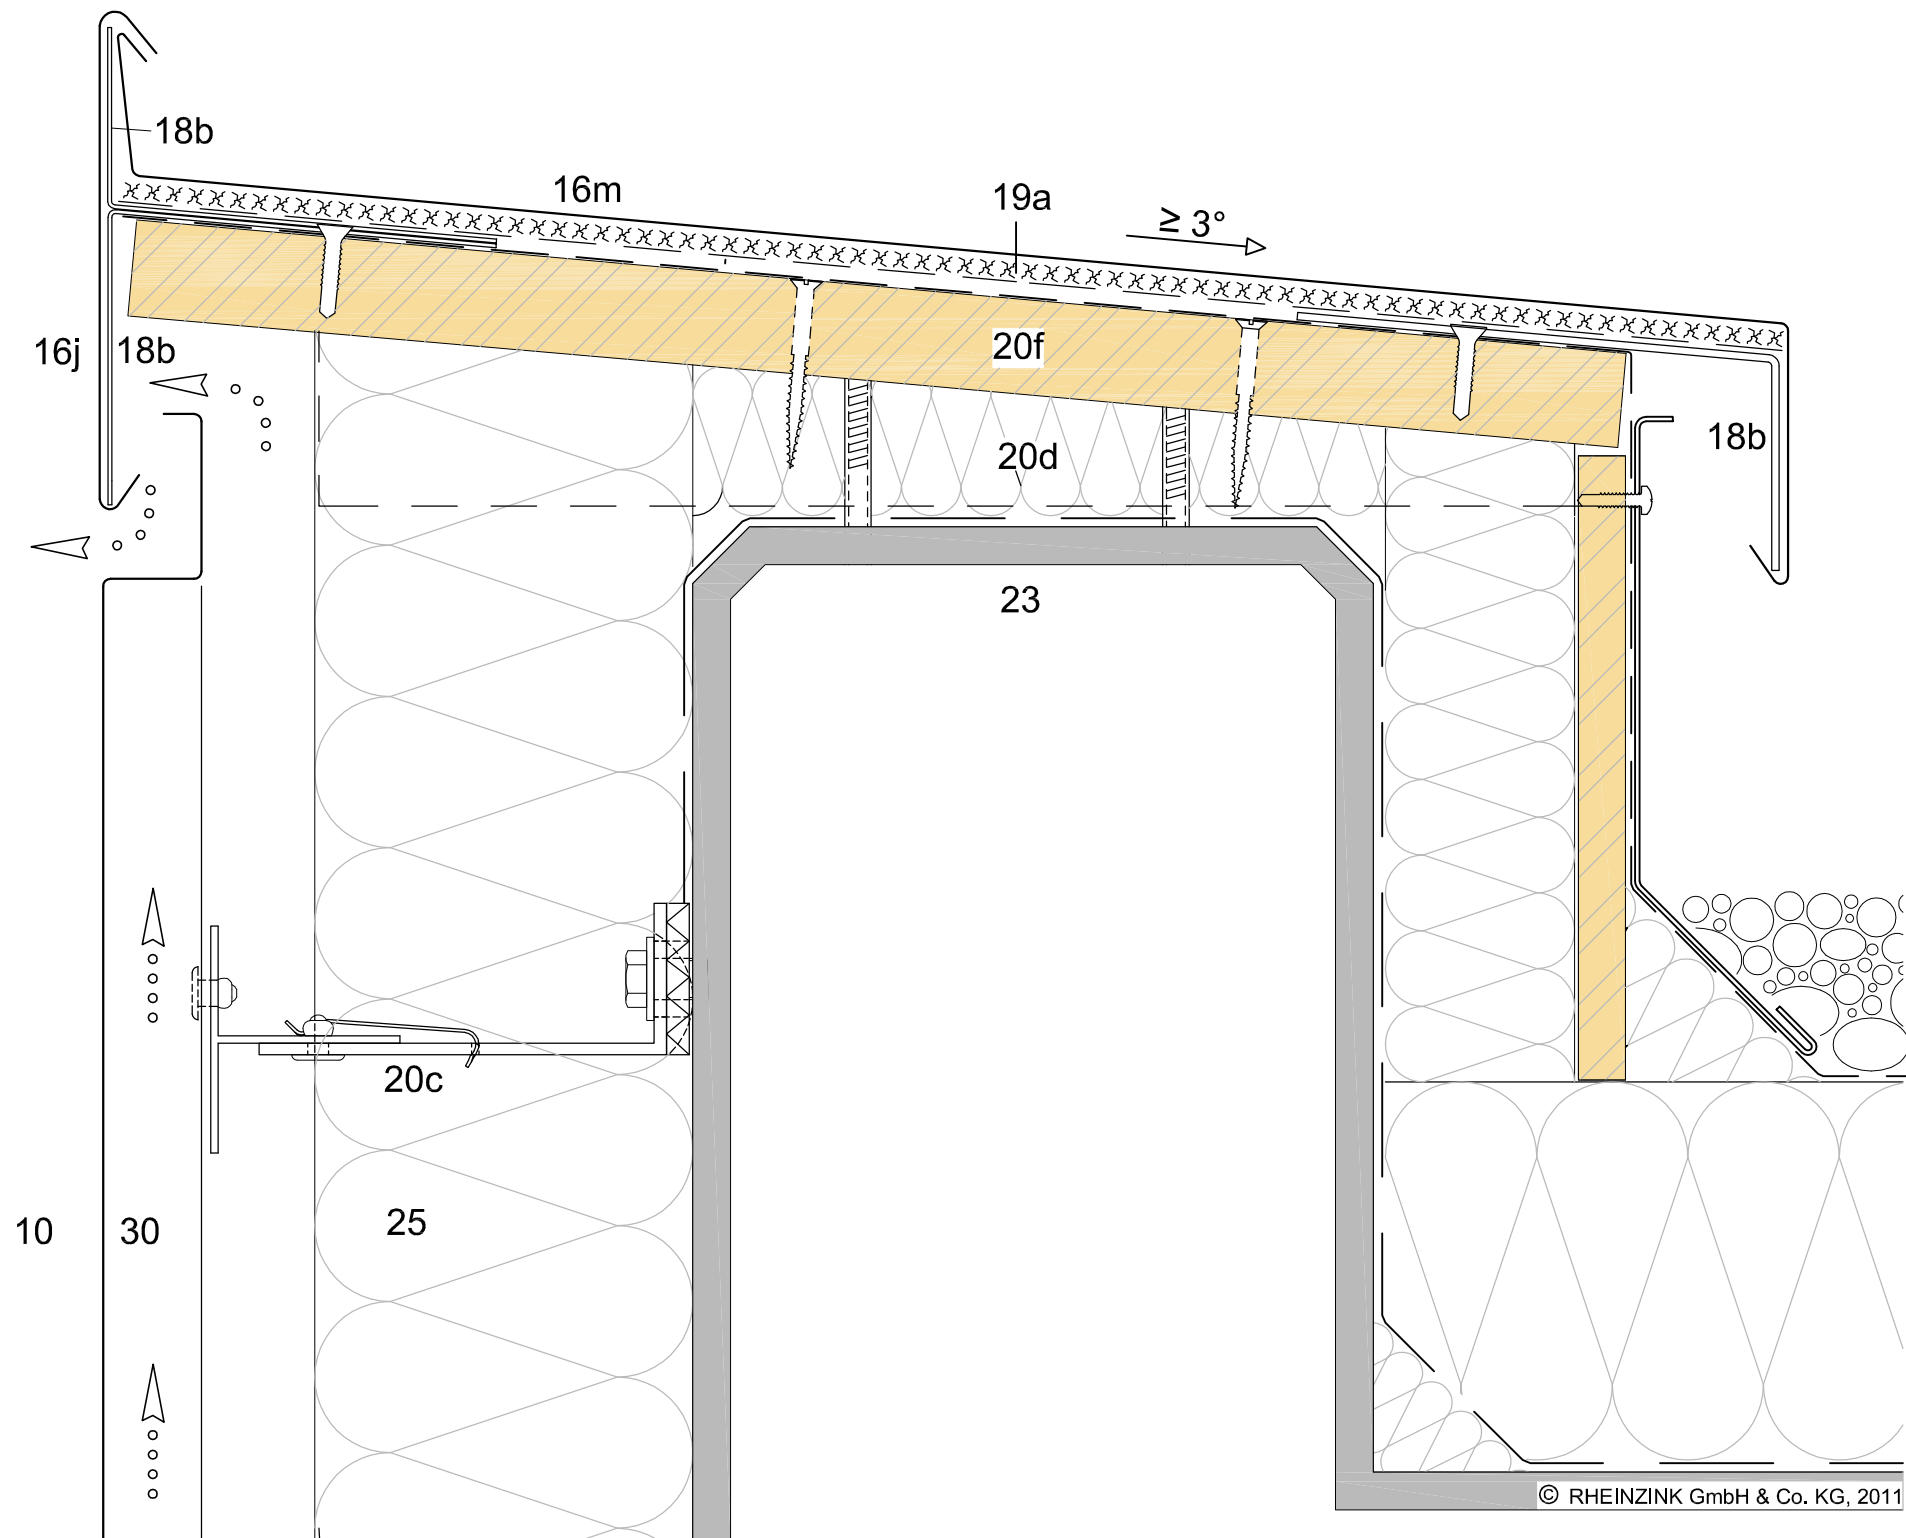 18b
16m
19a
≥ 3°
16j
18b
20f
18b
20d
23
20c
10
30
25
© RHEINZINK GmbH & Co. KG, 2011